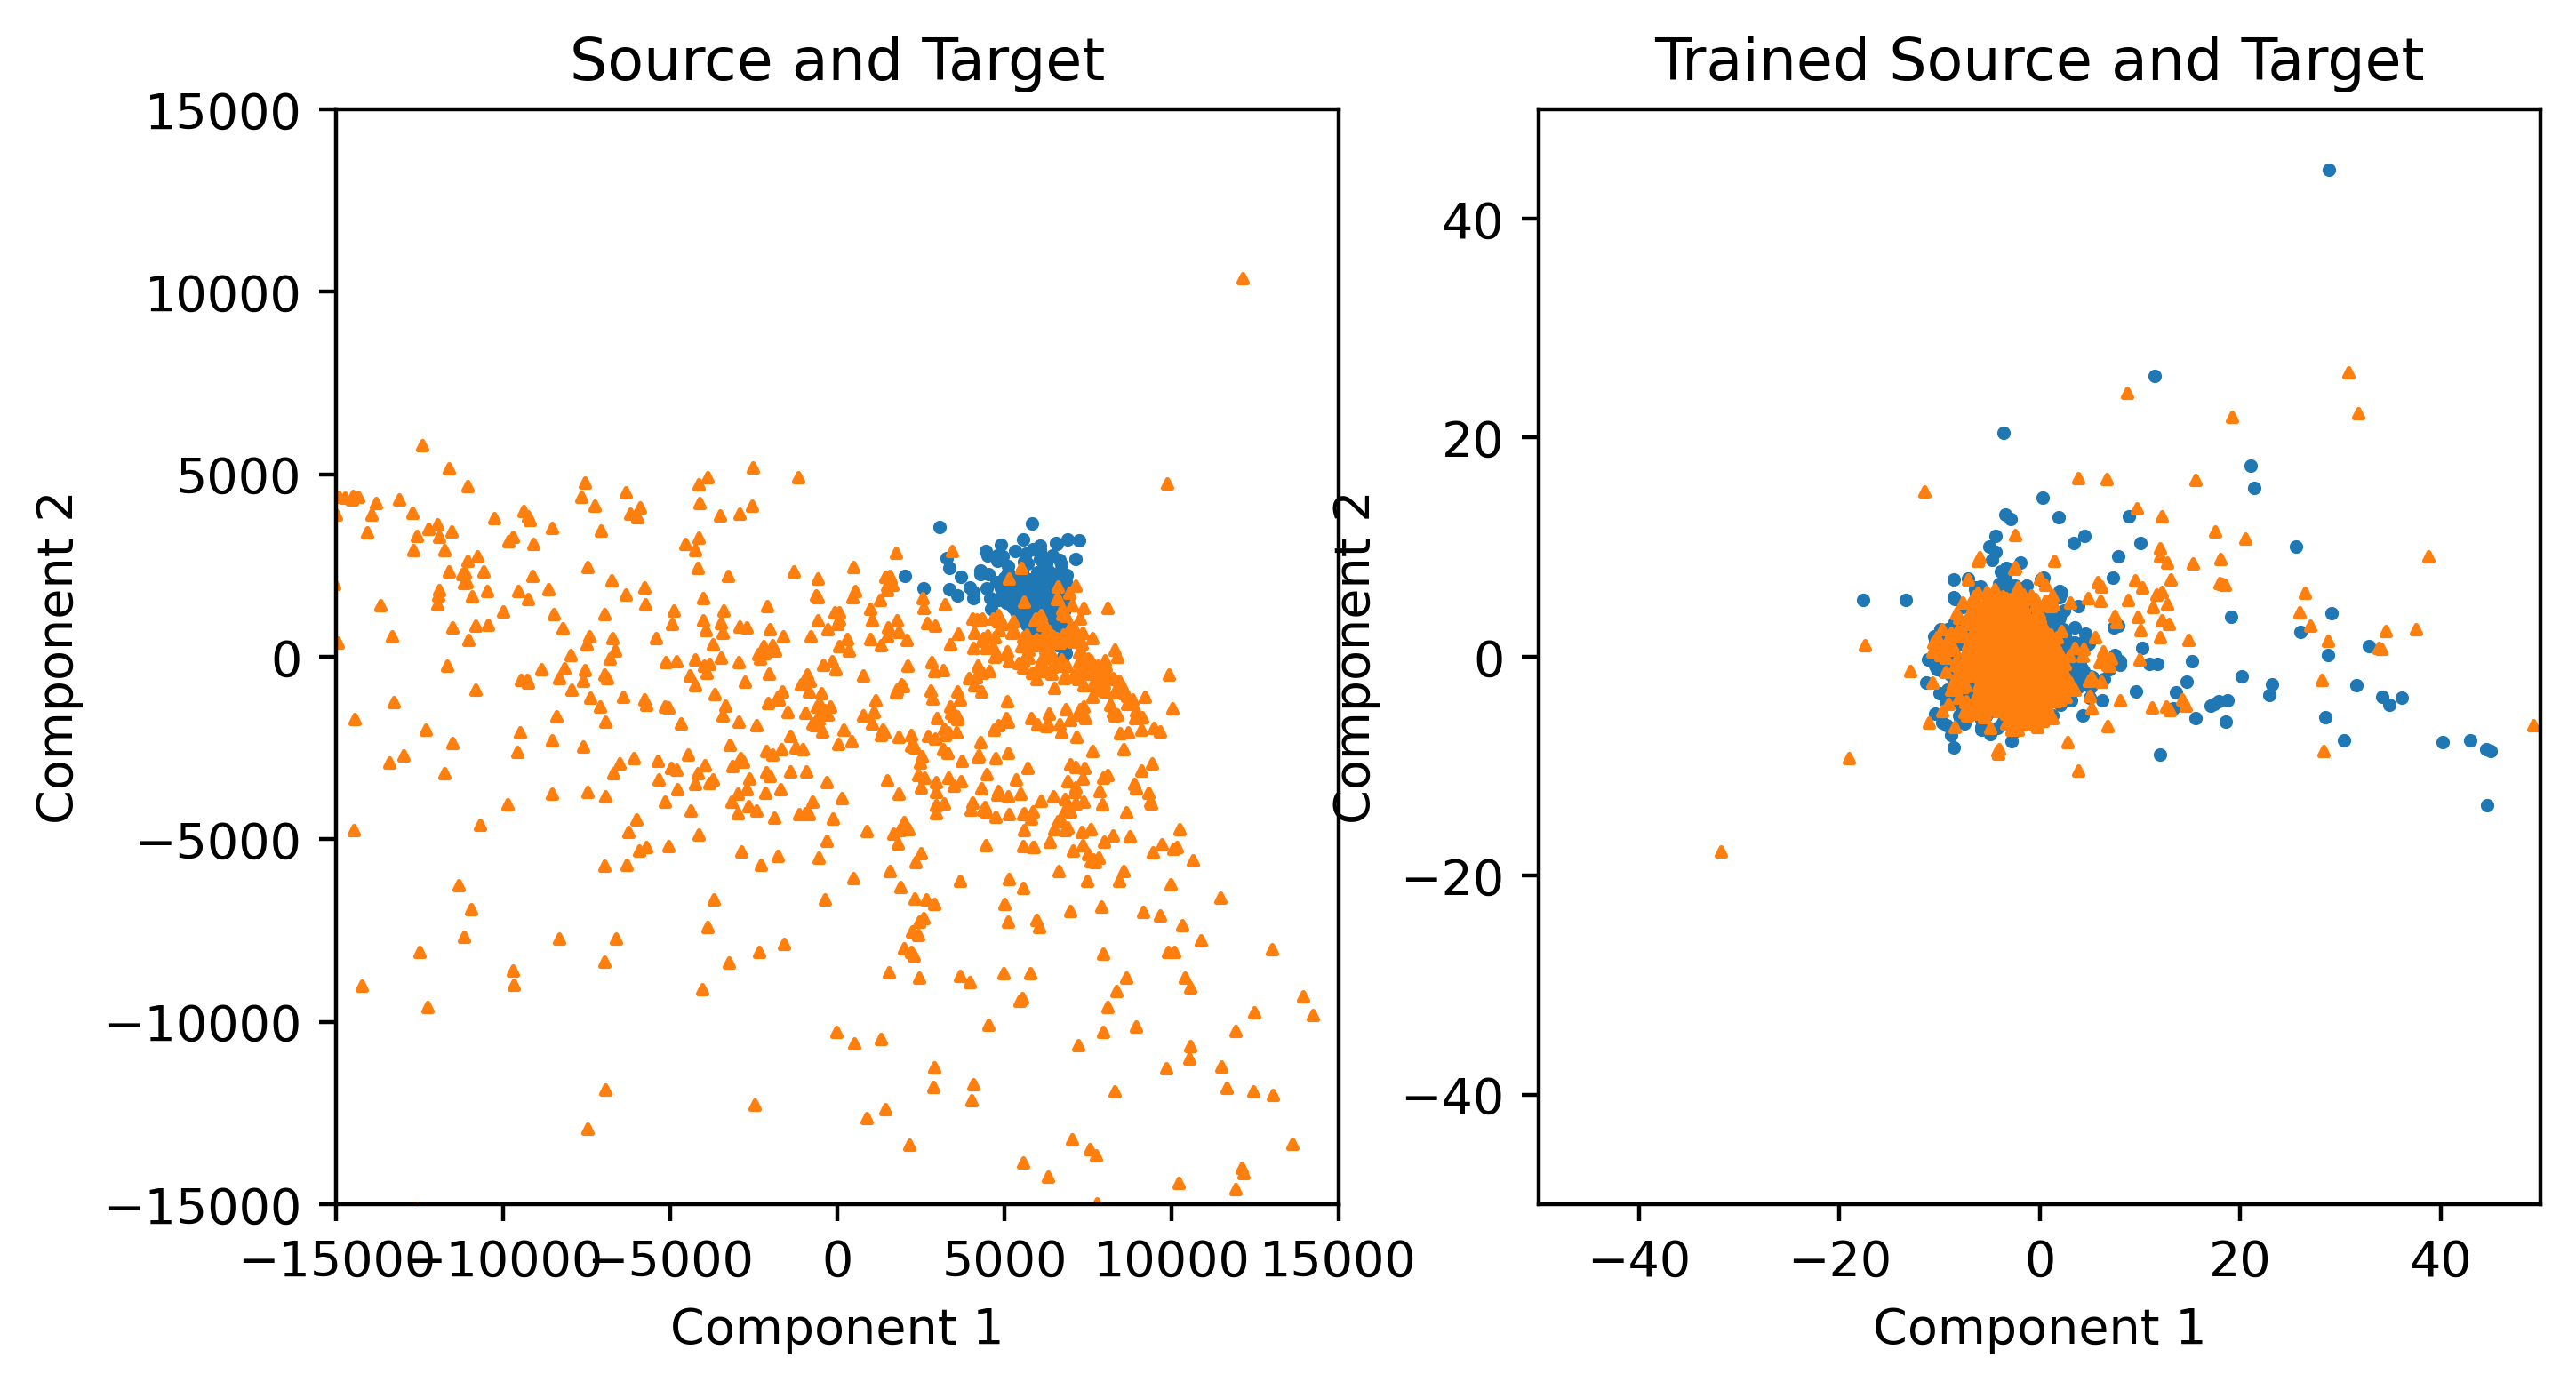 Source and Target
15000
10000
5000
0
−5000
−10000
−15000
Component 2
−15000 −10000 −5000 0 5000 10000 15000
Component 1
Trained Source and Target
40
20
0
−20
−40
Component 2
−40 −20 0 20 40
Component 1